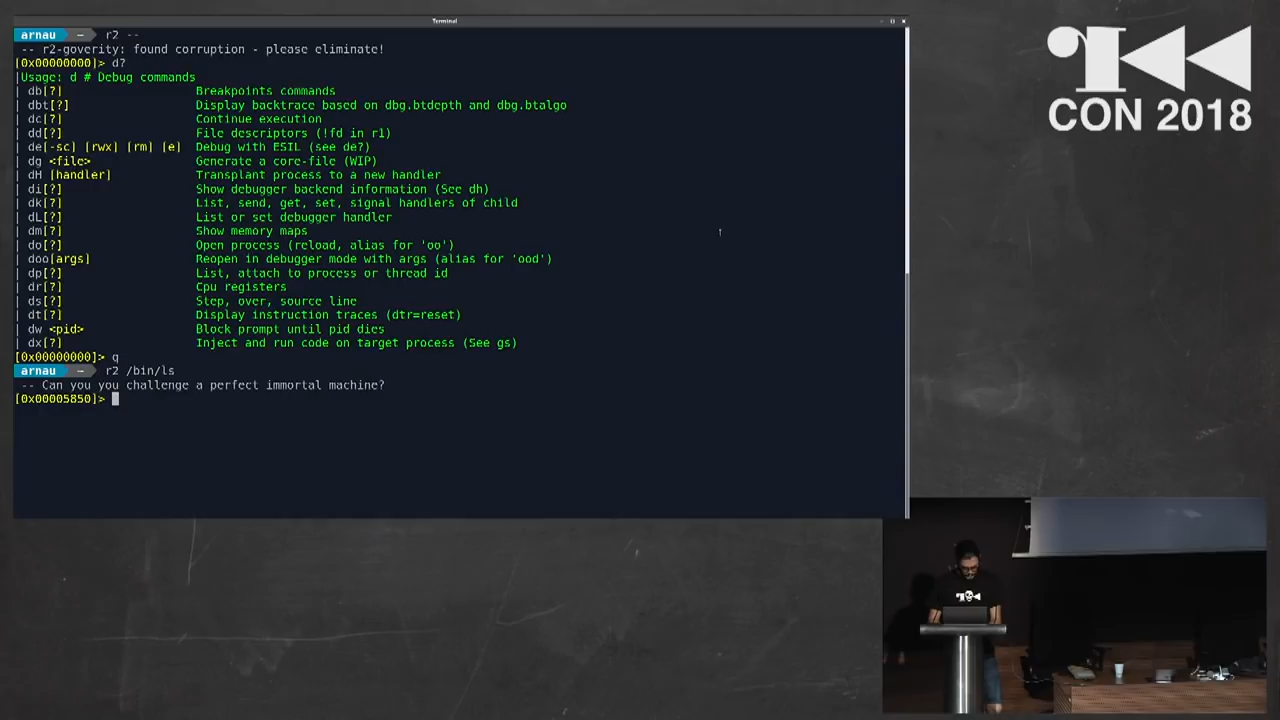 Terminal
arnau ~ r2 --
-- r2-goverity: found corruption - please eliminate!
[0x00000000]> d?
|Usage: d # Debug commands
| db[?] Breakpoints commands
| dbt[?] Display backtrace based on dbg.btdepth and dbg.btalgo
| dc[?] Continue execution
| dd[?] File descriptors (!fd in r1)
| de[-sc] [rwx] [rm] [e] Debug with ESIL (see de?)
| dg <file> Generate a core-file (WIP)
| dH [handler] Transplant process to a new handler
| di[?] Show debugger backend information (See dh)
| dk[?] List, send, get, set, signal handlers of child
| dL[?] List or set debugger handler
| dm[?] Show memory maps
| do[?] Open process (reload, alias for 'oo')
| doo[args] Reopen in debugger mode with args (alias for 'ood')
| dp[?] List, attach to process or thread id
| dr[?] Cpu registers
| ds[?] Step, over, source line
| dt[?] Display instruction traces (dtr=reset)
| dw <pid> Block prompt until pid dies
| dx[?] Inject and run code on target process (See gs)
[0x00000000]> q
arnau ~ r2 /bin/ls
-- Can you you challenge a perfect immortal machine?
[0x00005850]>
CON 2018